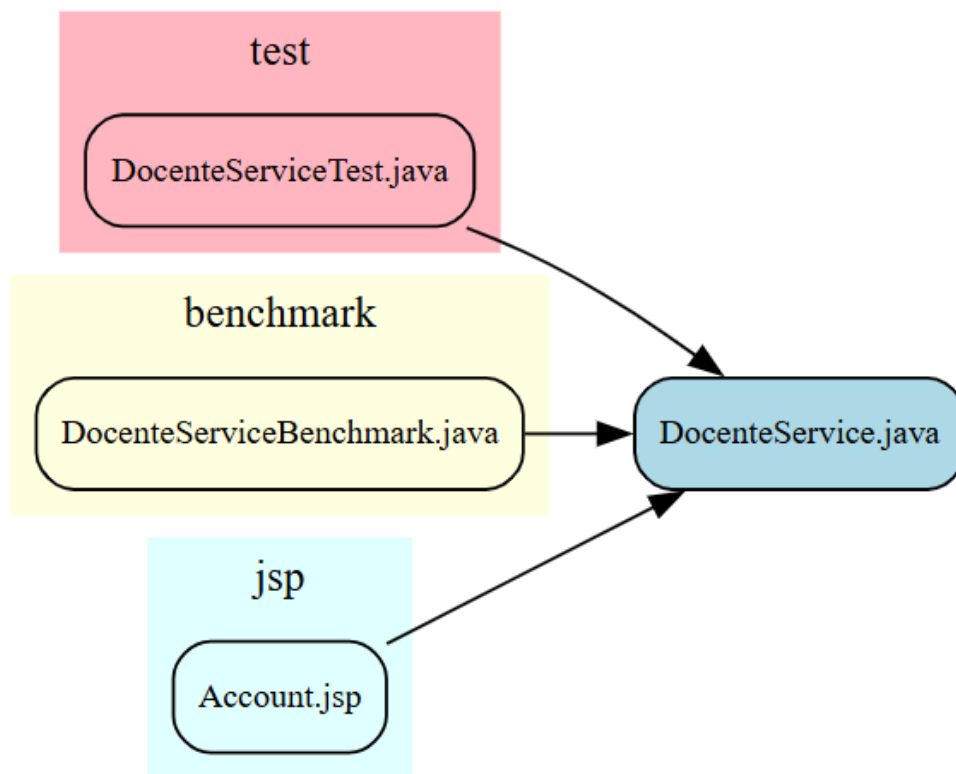 test
DocenteServiceTest.java
benchmark
DocenteServiceBenchmark.java
DocenteService.java
jsp
Account.jsp